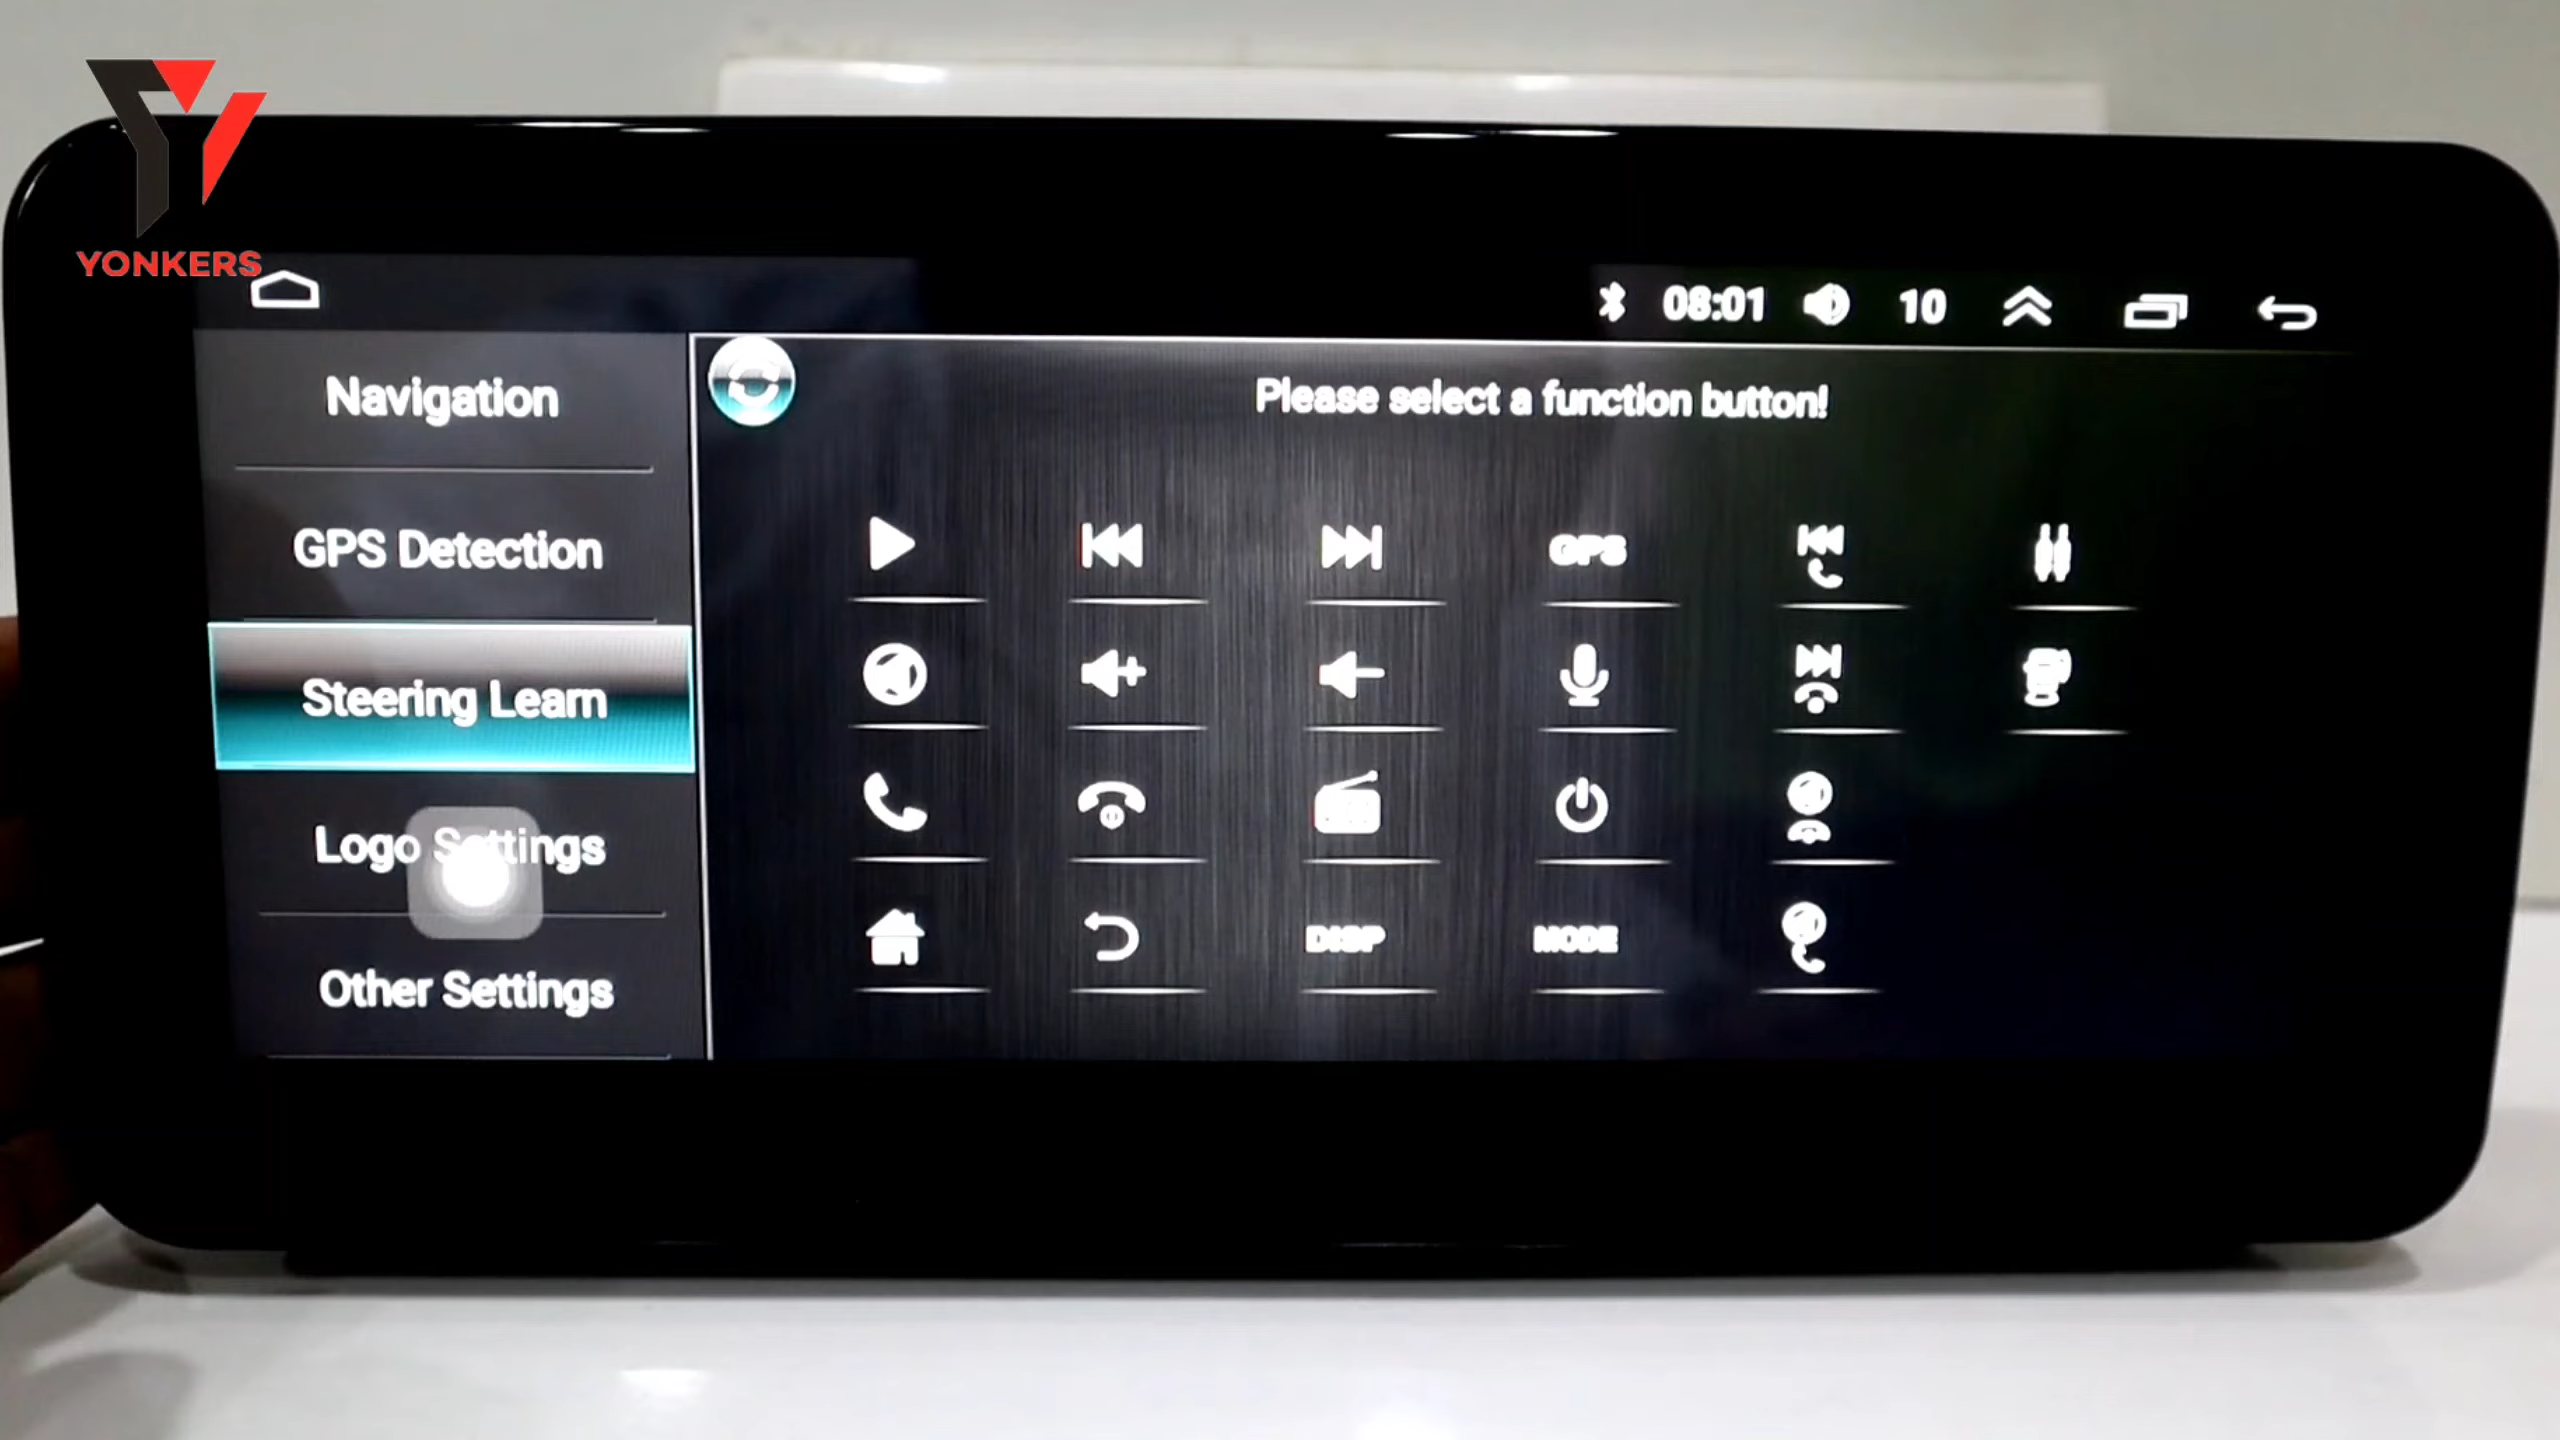 YONKERS
08:01
10
Navigation
GPS Detection
Steering Learn
Logo Settings
Other Settings
Please select a function button!
GPS
DISP
MODE